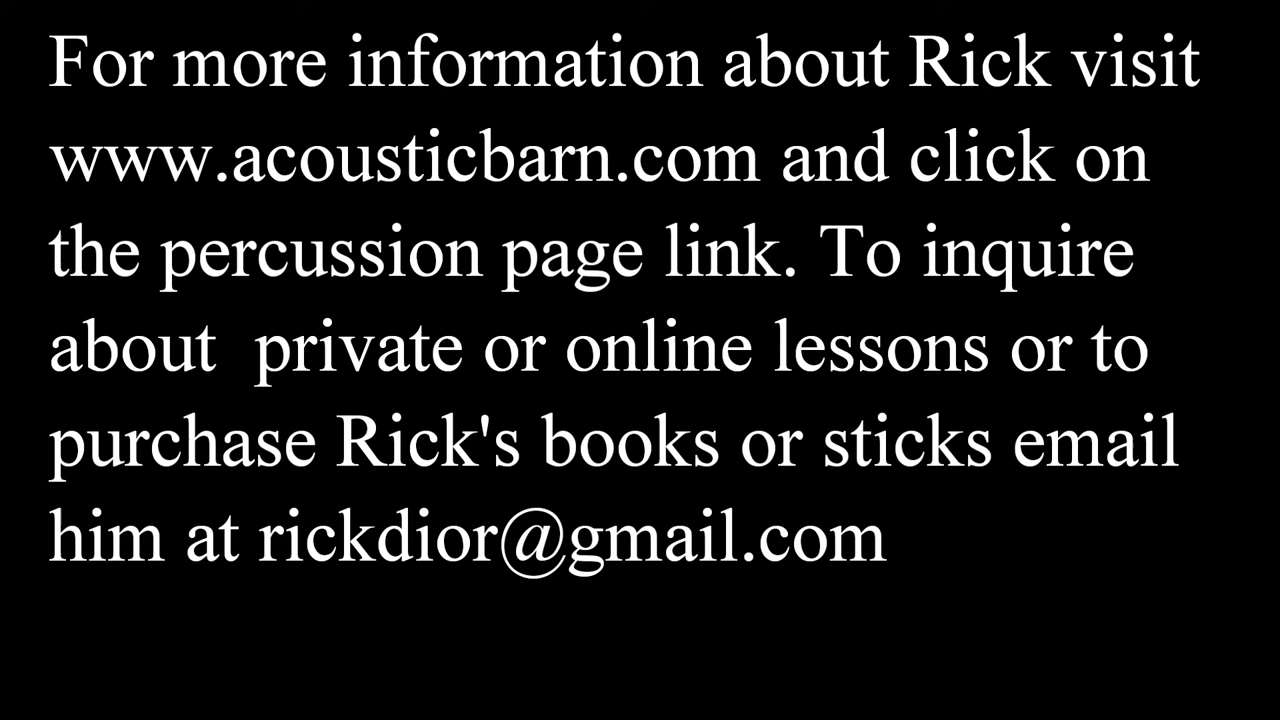 For more information about Rick visit
www.acousticbarn.com and click on
the percussion page link. To inquire
about  private or online lessons or to
purchase Rick's books or sticks email
him at rickdior@gmail.com